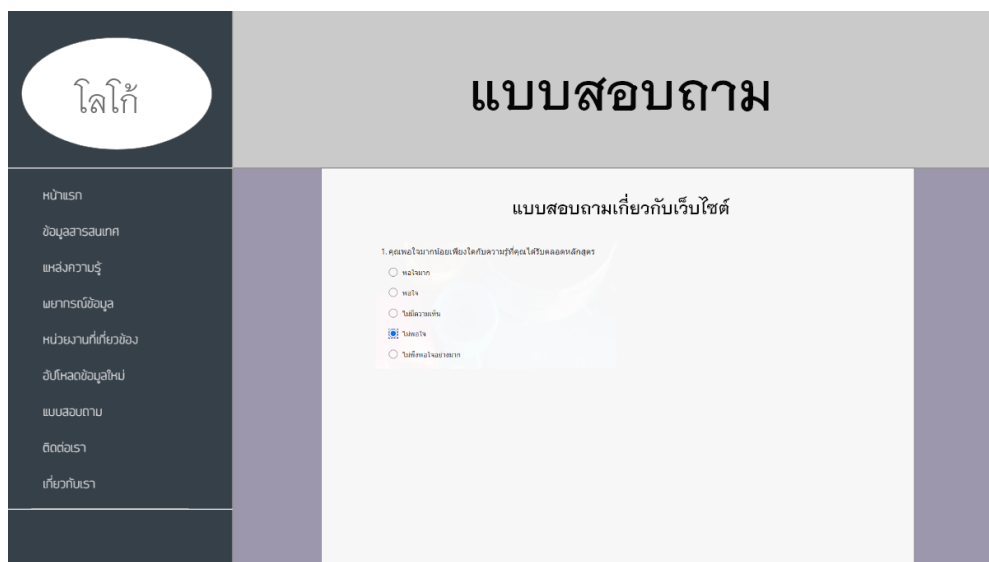 โลโก้
แบบสอบถาม
หน้าแรก
ข้อมูลสารสนเทศ
แหล่งความรู้
พยากรณ์ข้อมูล
หน่วยงานที่เกี่ยวข้อง
อัปโหลดข้อมูลใหม่
แบบสอบถาม
ติดต่อเรา
เกี่ยวกับเรา
แบบสอบถามเกี่ยวกับเว็บไซต์
1. คุณพอใจมากน้อยเพียงใดกับความรู้ที่คุณได้รับตลอดหลักสูตร
พอใจมาก
พอใจ
ไม่มีความเห็น
ไม่พอใจ
ไม่พึงพอใจอย่างมาก